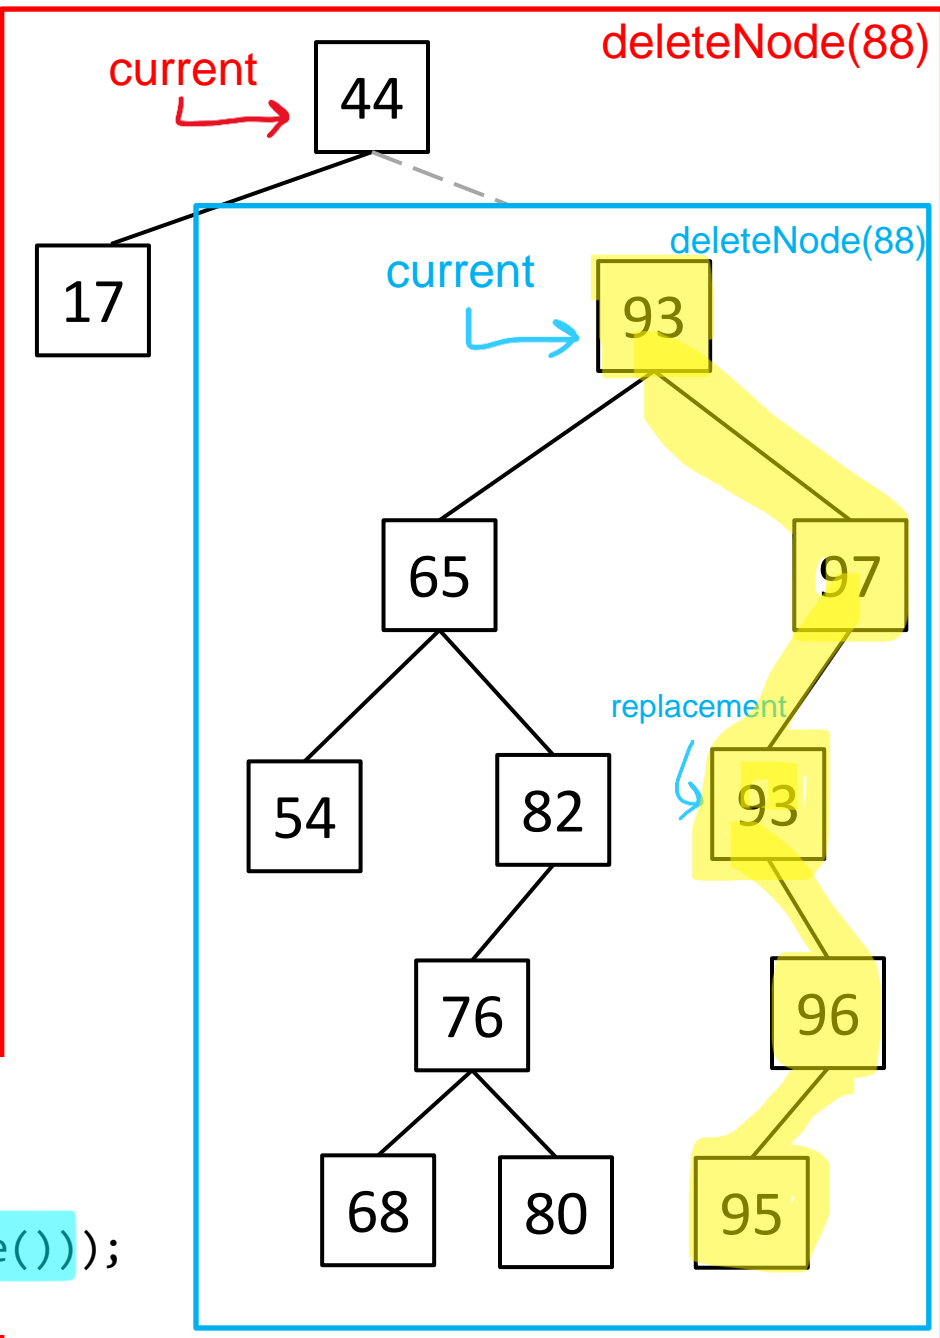 deleteNode(88)
current
44
deleteNode(88)
current
17
93
65
97
replacement
54
82
93
76
96
68
80
95
e()));